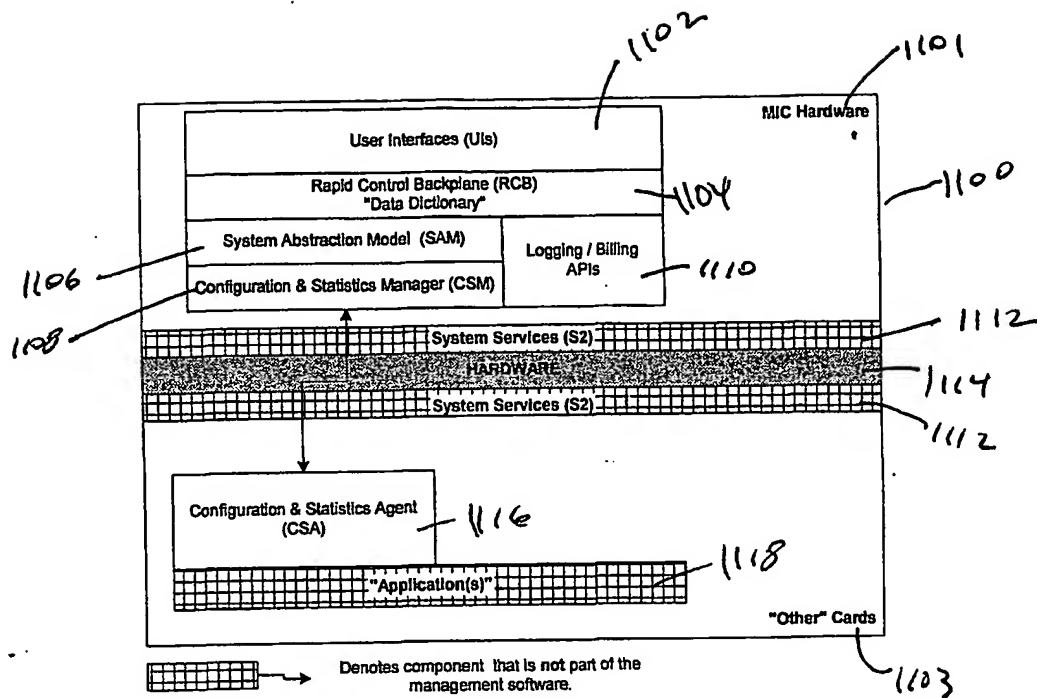 1102
1101
MIC Hardware
User Interfaces (UIs)
1100
Rapid Control Backplane (RCB)
"Data Dictionary"
1104
System Abstraction Model (SAM)
Logging / Billing
APIs
1106
1110
Configuration & Statistics Manager (CSM)
1108
System Services (S2)
1112
HARDWARE
1114
System Services (S2)
1112
Configuration & Statistics Agent
(CSA)
1116
"Application(s)"
1118
"Other" Cards
1103
Denotes component that is not part of the
management software.